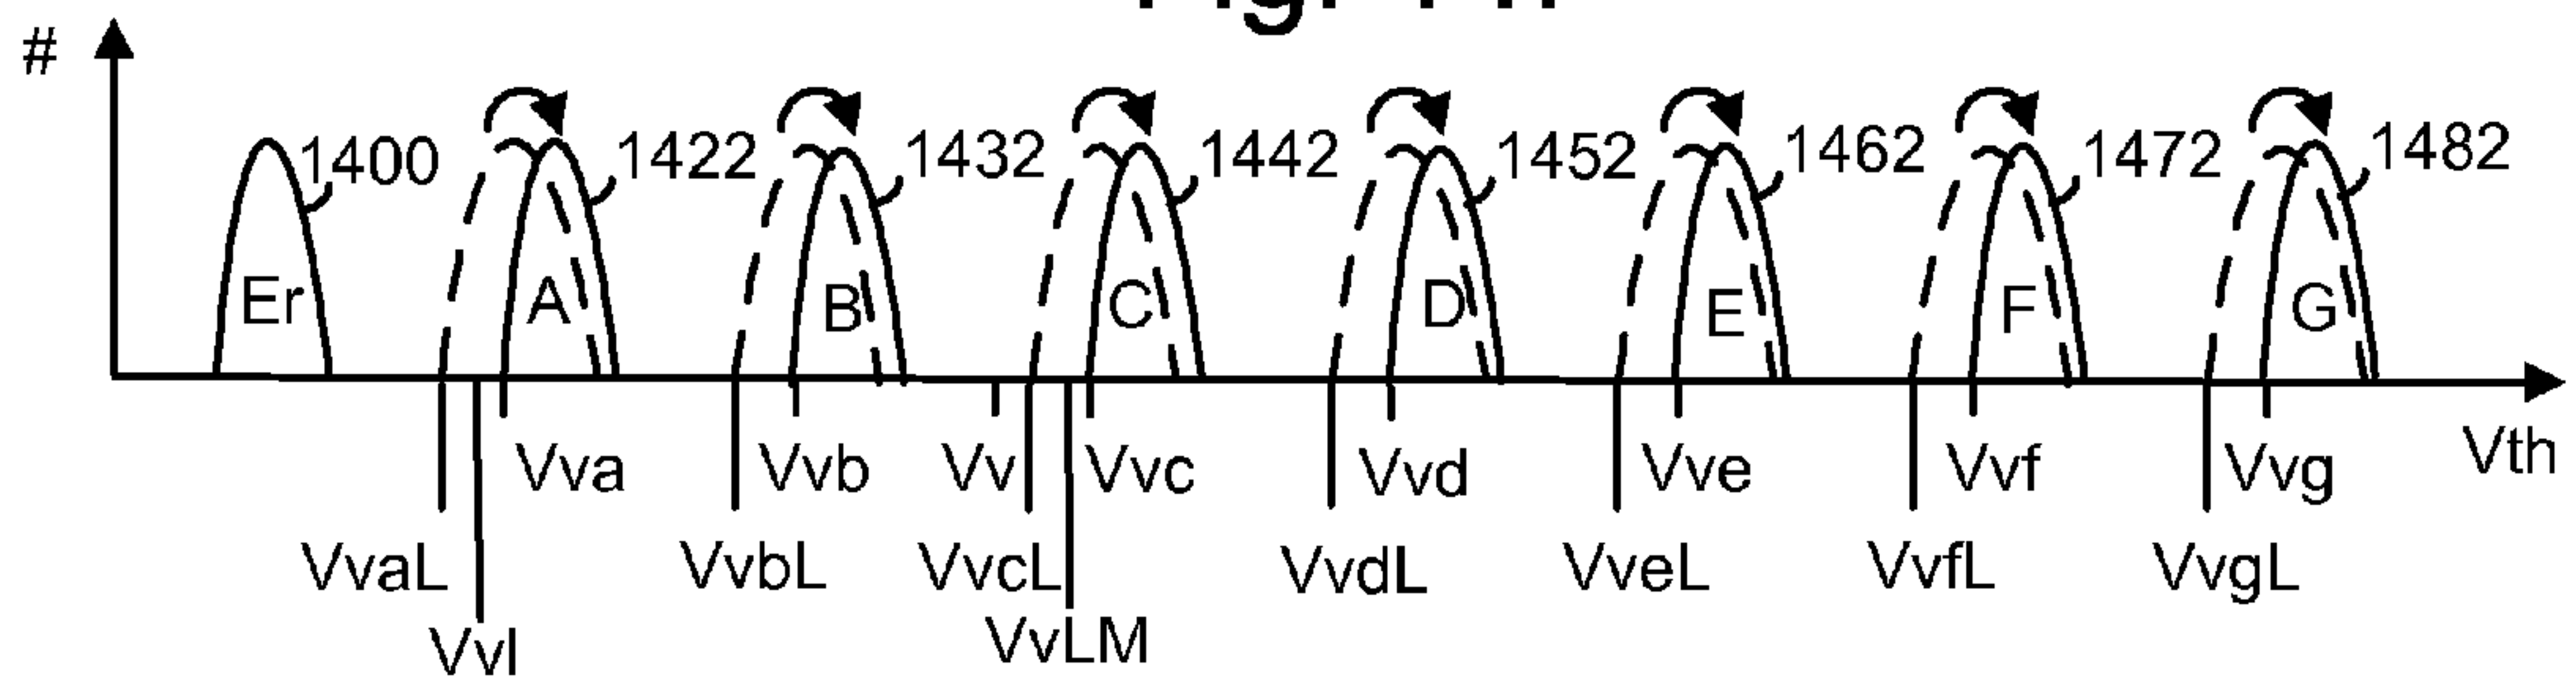 #
1400 1422 1432 1442 1452 1462 1472 1482
Er A B C D E F G
Vva Vvb Vv Vvc Vvd Vve Vvf Vvg Vth
VvaL VvbL VvcL VvdL VveL VvfL VvgL
Vvl VvLM